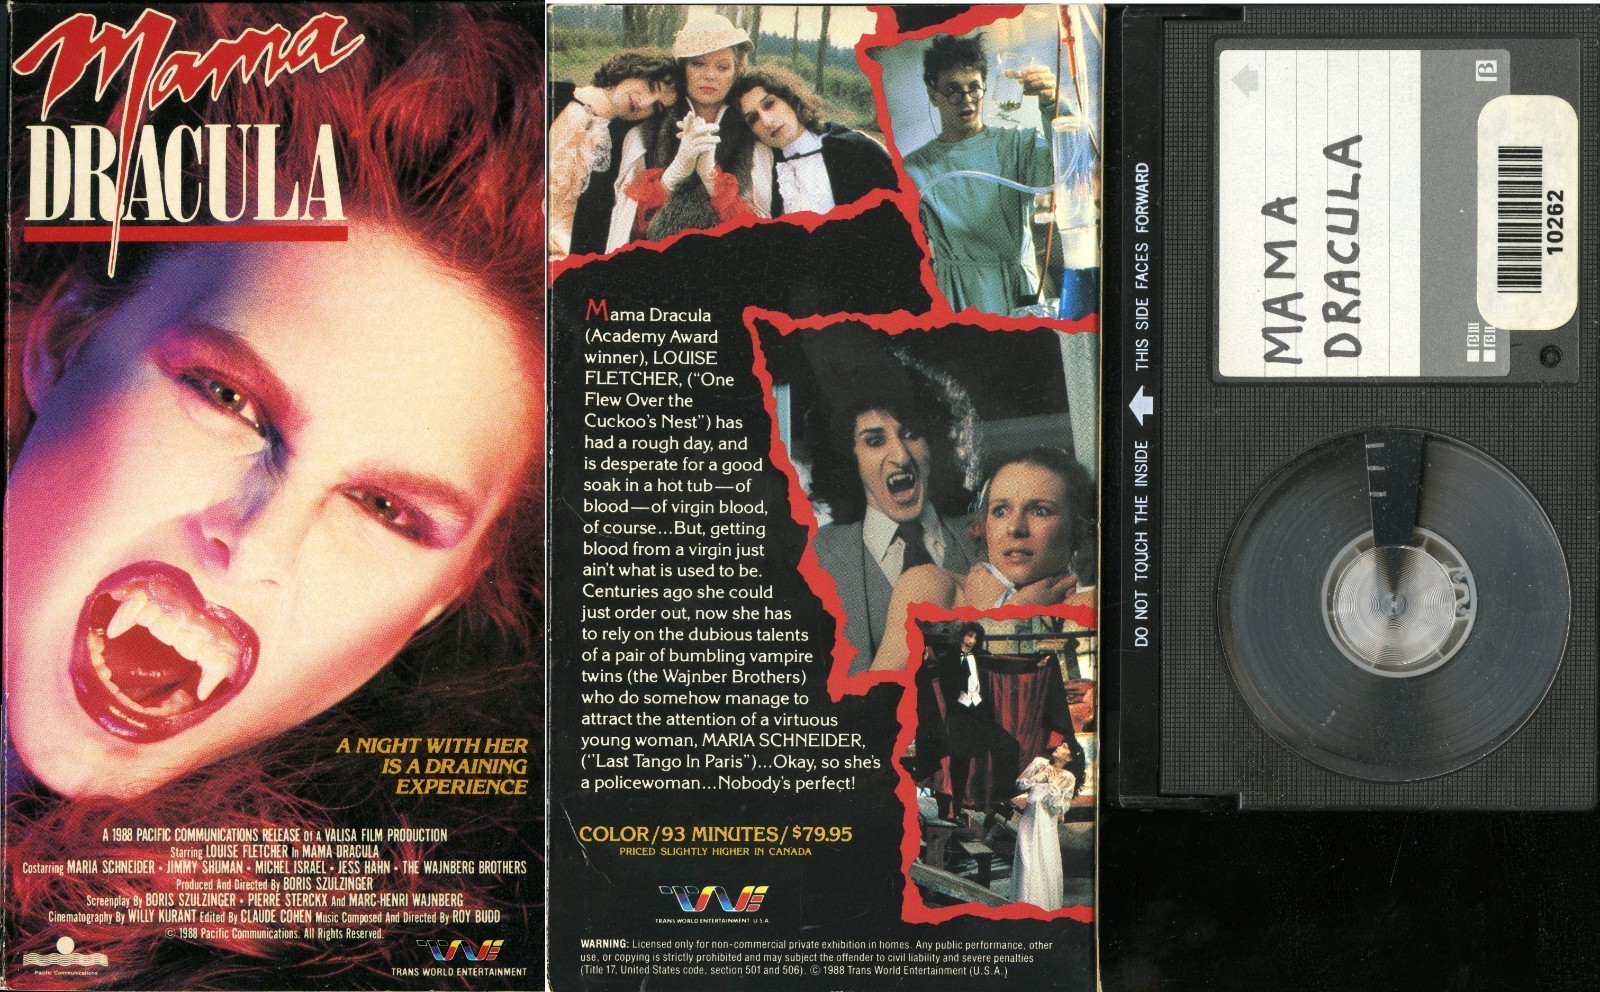 Mama
DRACULA
A NIGHT WITH HER
IS A DRAINING
EXPERIENCE
A 1988 PACIFIC COMMUNICATIONS RELEASE of A VALISA FILM PRODUCTION
Starring LOUISE FLETCHER In MAMA DRACULA
Costarring MARIA SCHNEIDER • JIMMY SHUMAN • MICHEL ISRAEL • JESS HAHN • THE WAJNBERG BROTHERS
Produced And Directed By BORIS SZULZINGER
Screenplay By BORIS SZULZINGER • PIERRE STERCKX And MARC-HENRI WAJNBERG
Cinematography By WILLY KURANT Edited By CLAUDE COHEN Music Composed And Directed By ROY BUDD
© 1988 Pacific Communications. All Rights Reserved.
Pacific Communications
TWE
TRANS WORLD ENTERTAINMENT
Mama Dracula
(Academy Award
winner), LOUISE
FLETCHER, ("One
Flew Over the
Cuckoo's Nest") has
had a rough day, and
is desperate for a good
soak in a hot tub—of
blood—of virgin blood,
of course...But, getting
blood from a virgin just
ain't what is used to be.
Centuries ago she could
just order out, now she has
to rely on the dubious talents
of a pair of bumbling vampire
twins (the Wajnber Brothers)
who do somehow manage to
attract the attention of a virtuous
young woman, MARIA SCHNEIDER,
("Last Tango In Paris")...Okay, so she's
a policewoman...Nobody's perfect!
COLOR/93 MINUTES/$79.95
PRICED SLIGHTLY HIGHER IN CANADA
TWE
TRANS WORLD ENTERTAINMENT U.S.A.
WARNING: Licensed only for non-commercial private exhibition in homes. Any public performance, other
use, or copying is strictly prohibited and may subject the offender to civil liability and severe penalties
(Title 17, United States code, section 501 and 506). © 1988 Trans World Entertainment (U.S.A.)
DO NOT TOUCH THE INSIDE THIS SIDE FACES FORWARD
MAMA
DRACULA
10262